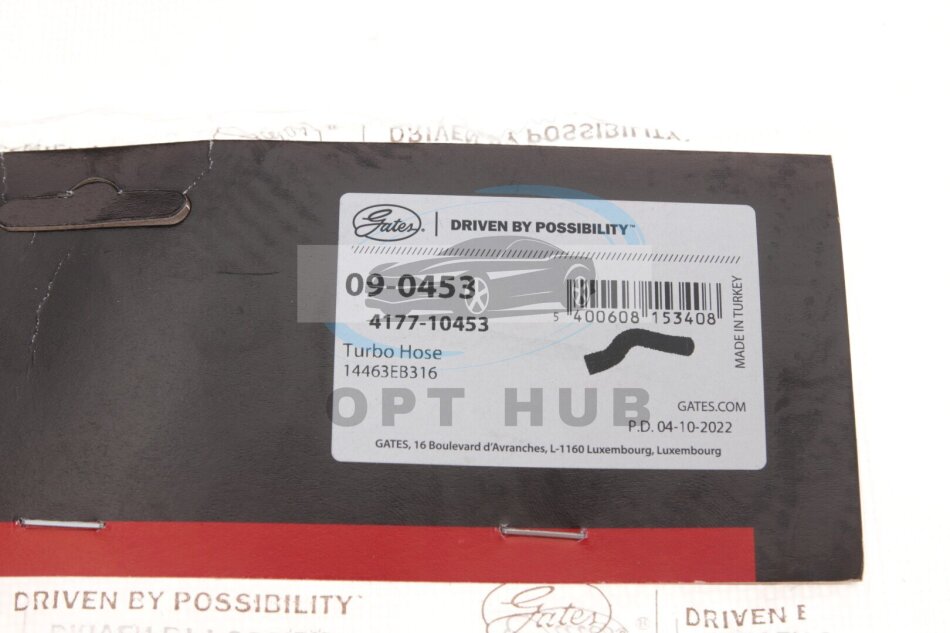 DRIVEN BY POSSIBILITY
Gates® | DRIVEN BY POSSIBILITY™
09-0453
4177-10453
5 400608 153408
MADE IN TURKEY
Turbo Hose
14463EB316
OPT HUB
GATES.COM
P.D. 04-10-2022
GATES, 16 Boulevard d'Avranches, L-1160 Luxembourg, Luxembourg
DRIVEN BY POSSIBILITY
Gates®
DRIVEN